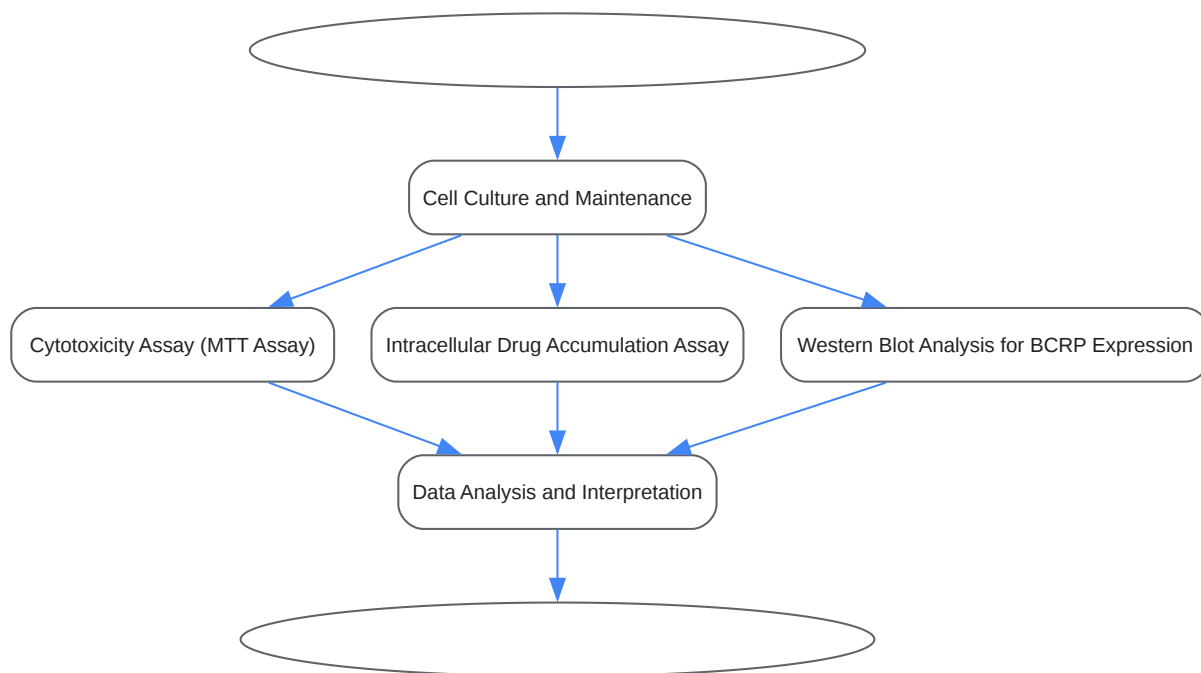 Cell Culture and Maintenance
Cytotoxicity Assay (MTT Assay)
Intracellular Drug Accumulation Assay
Western Blot Analysis for BCRP Expression
Data Analysis and Interpretation